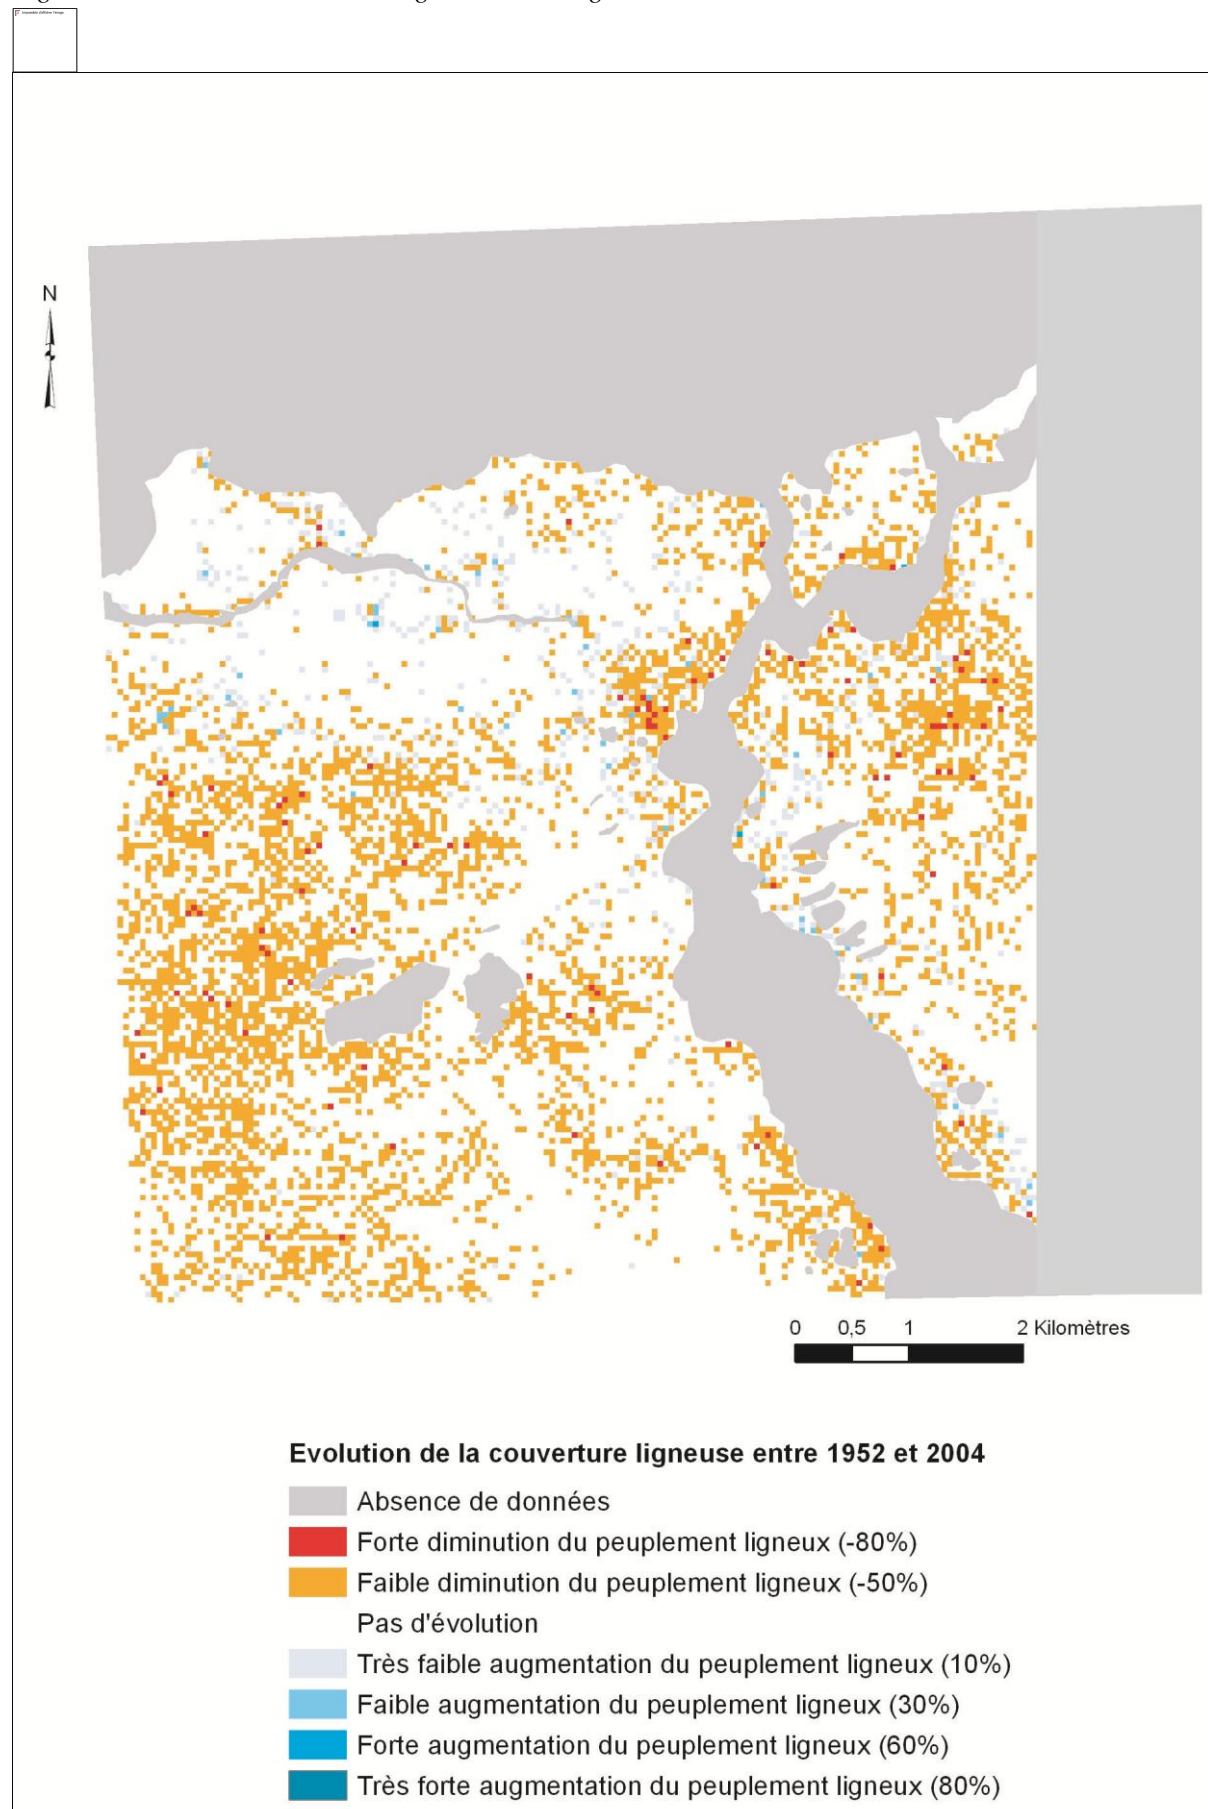 N
0 0,5 1 2 Kilomètres
Evolution de la couverture ligneuse entre 1952 et 2004
Absence de données
Forte diminution du peuplement ligneux (-80%)
Faible diminution du peuplement ligneux (-50%)
Pas d'évolution
Très faible augmentation du peuplement ligneux (10%)
Faible augmentation du peuplement ligneux (30%)
Forte augmentation du peuplement ligneux (60%)
Très forte augmentation du peuplement ligneux (80%)